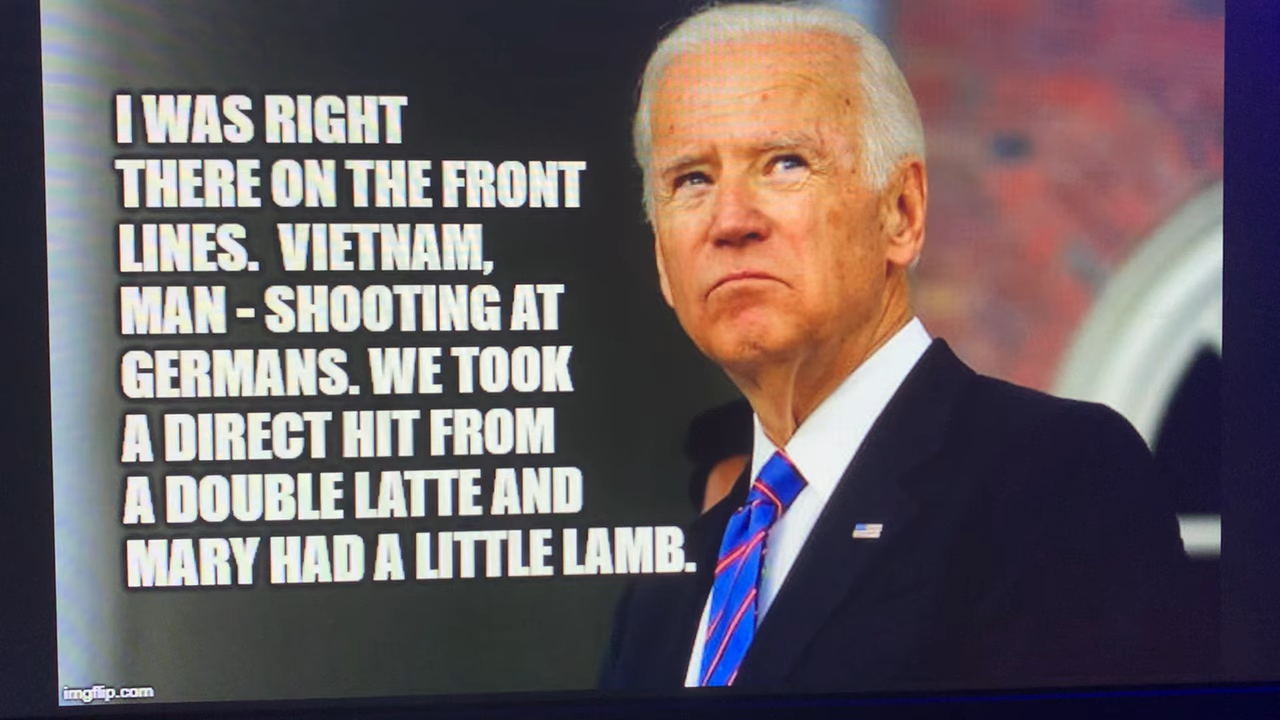 I WAS RIGHT
THERE ON THE FRONT
LINES. VIETNAM,
MAN - SHOOTING AT
GERMANS. WE TOOK
A DIRECT HIT FROM
A DOUBLE LATTE AND
MARY HAD A LITTLE LAMB.
imgflip.com